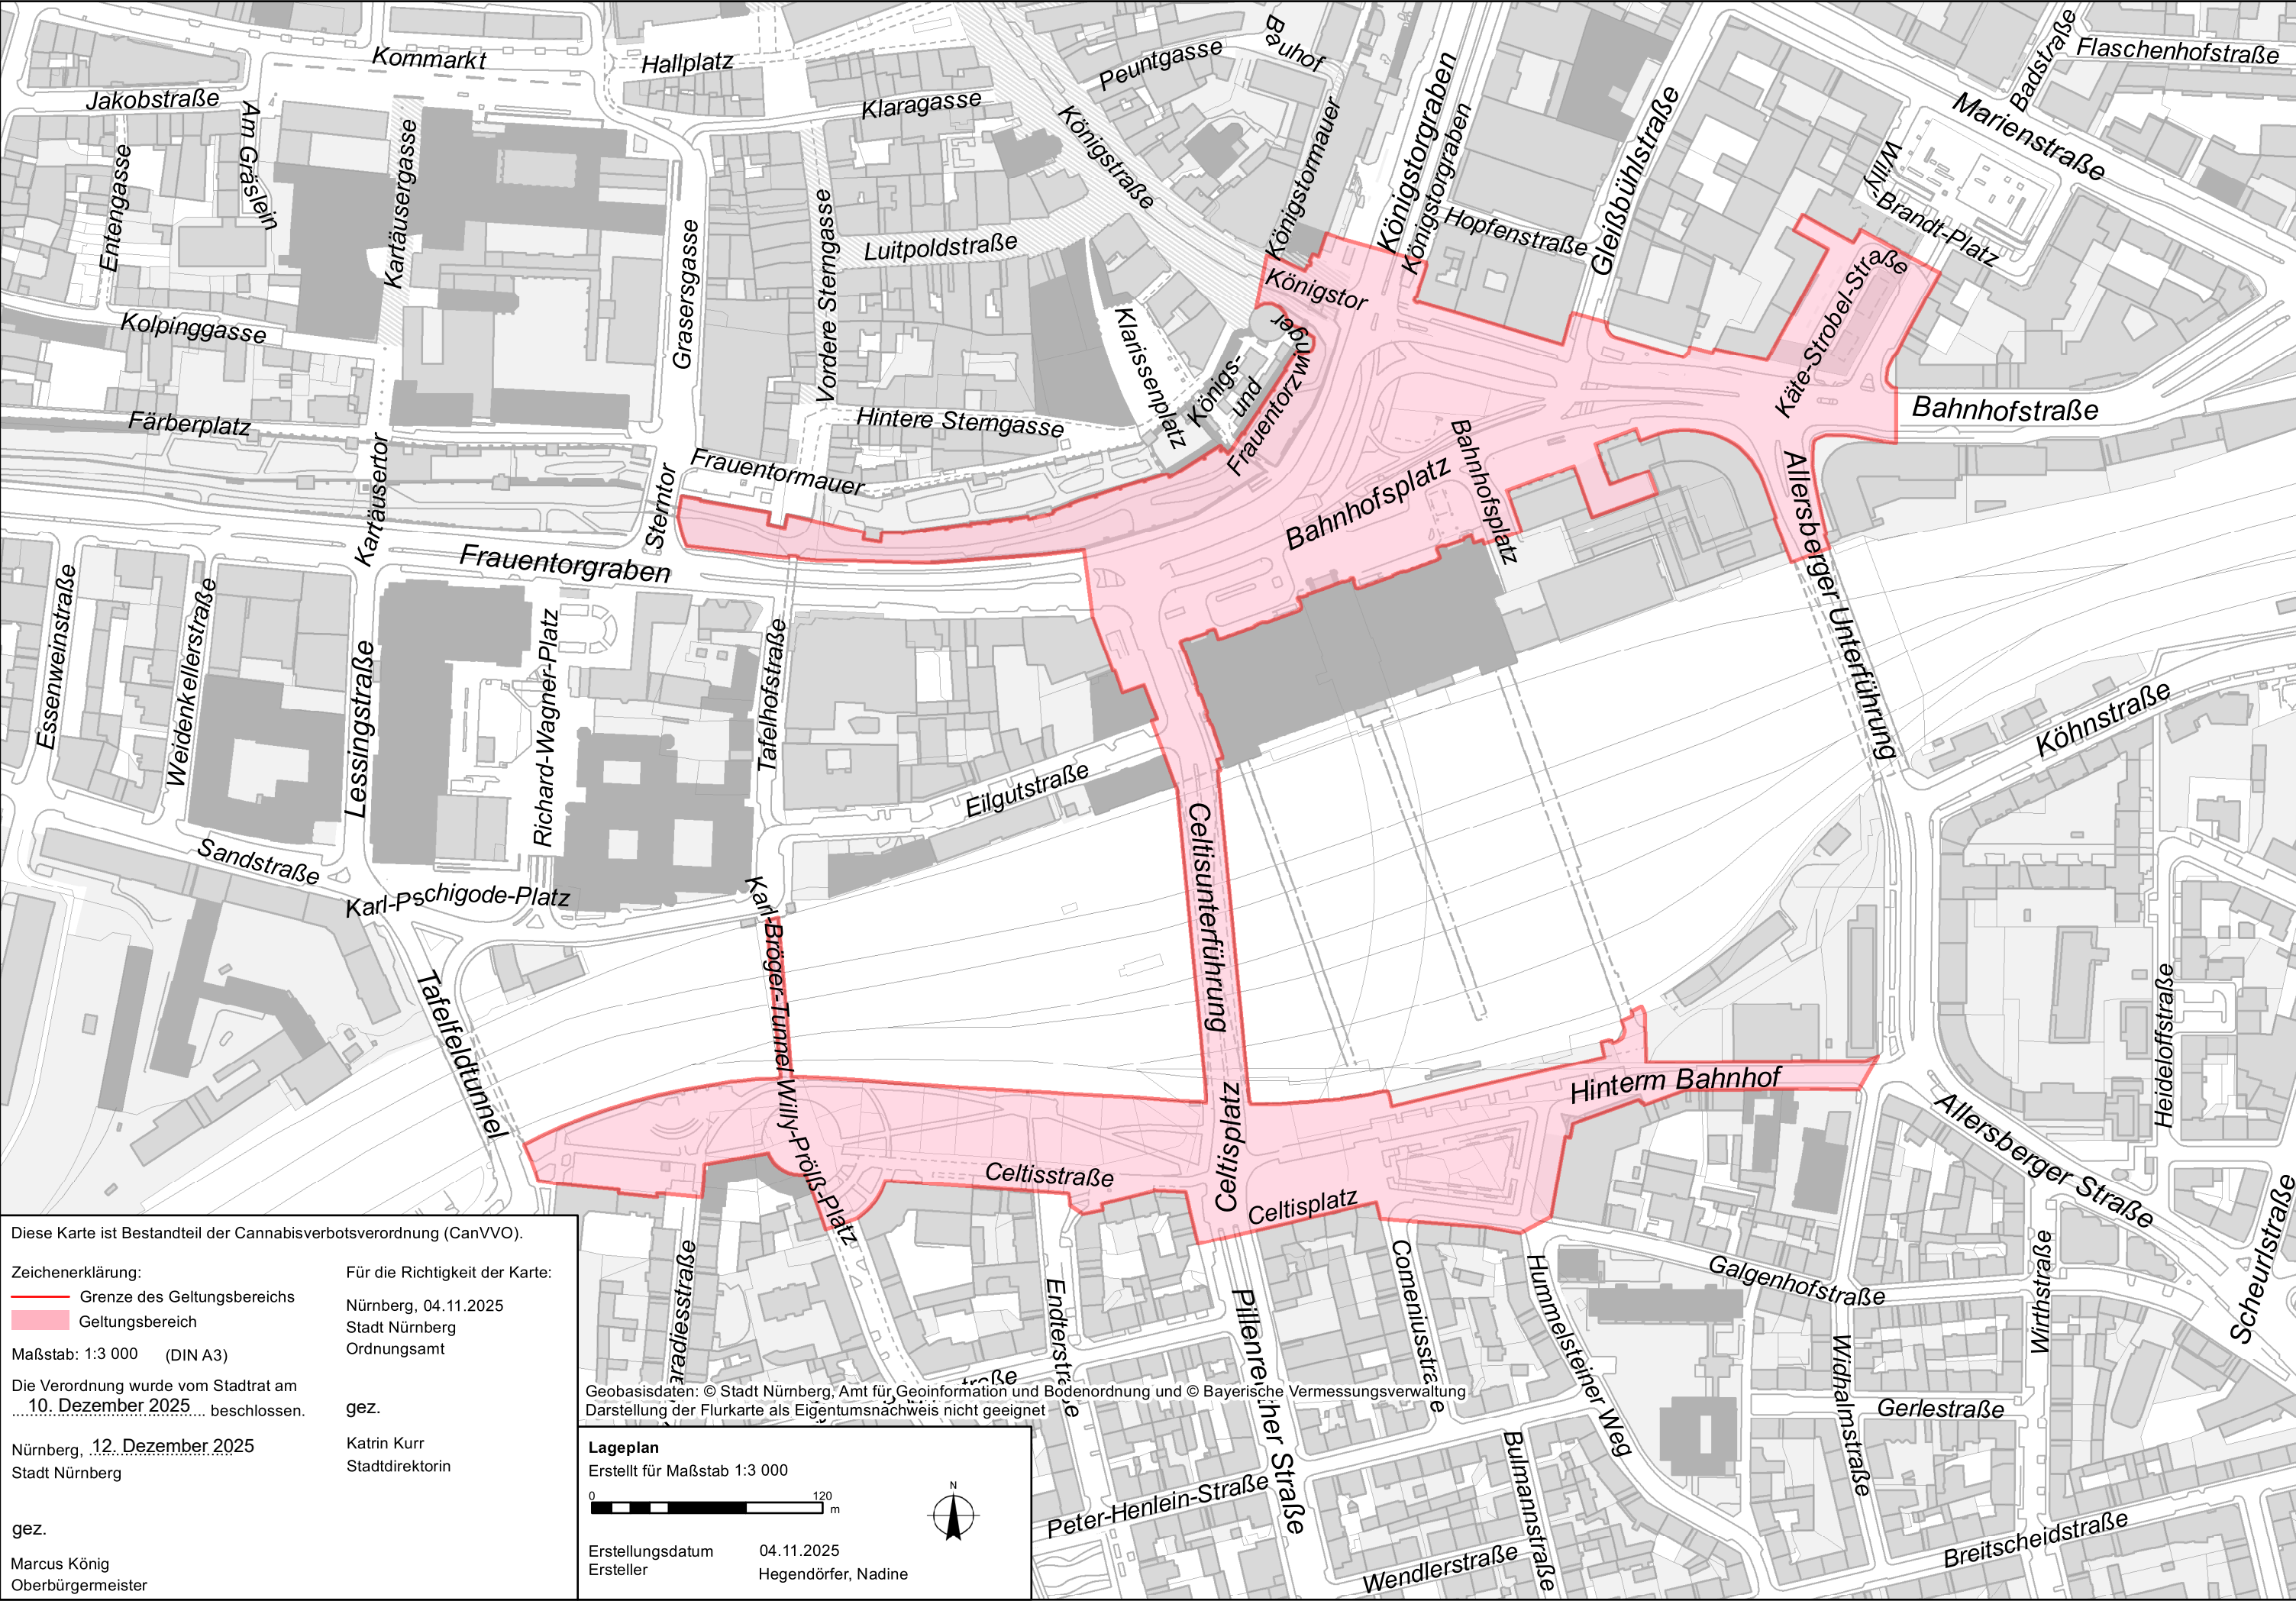 Kornmarkt
Hallplatz
Peuntgasse
Bauhof
Königstorgraben
Badstraße
Flaschenhofstraße
Jakobstraße
Am Gräslein
Klaragasse
Königstraße
Königstormauer
Königstorgraben
Gleißbühlstraße
Marienstraße
Entengasse
Kartäusergasse
Willy-Brandt-Platz
Grasersgasse
Vordere Sterngasse
Luitpoldstraße
Hopfenstraße
Königstor
Käte-Strobel-Straße
Kolpinggasse
Klarissenplatz
Königs-
und
Frauentorzwinger
Bahnhofstraße
Färberplatz
Hintere Sterngasse
Kartäusertor
Sterntor
Frauentormauer
Bahnhofsplatz
Bahnhofsplatz
Frauentorgraben
Allersberger Unterführung
Essenweinstraße
Weidenkellerstraße
Lessingstraße
Richard-Wagner-Platz
Tafelhofstraße
Eilgutstraße
Köhnstraße
Sandstraße
Karl-Pschigode-Platz
Karl-Bröger-Tunnel
Celtisunterführung
Tafelfeldtunnel
Heideloffstraße
Hinterm Bahnhof
Willy-Prölß-Platz
Celtisstraße
Celtisplatz
Celtisplatz
Allersberger Straße
Scheurlstraße
Endterstraße
Pillenreuther Straße
Comeniusstraße
Hummelsteiner Weg
Galgenhofstraße
Wirthstraße
Widhalmstraße
Gerlestraße
Peter-Henlein-Straße
Bulmannstraße
Wendlerstraße
Breitscheidstraße
Diese Karte ist Bestandteil der Cannabisverbotsverordnung (CanVVO).
Zeichenerklärung:
Grenze des Geltungsbereichs
Geltungsbereich
Maßstab: 1:3 000 (DIN A3)
Die Verordnung wurde vom Stadtrat am
10. Dezember 2025 beschlossen.
Nürnberg, 12. Dezember 2025
Stadt Nürnberg
gez.
Marcus König
Oberbürgermeister
Für die Richtigkeit der Karte:
Nürnberg, 04.11.2025
Stadt Nürnberg
Ordnungsamt
gez.
Katrin Kurr
Stadtdirektorin
Geobasisdaten: © Stadt Nürnberg, Amt für Geoinformation und Bodenordnung und © Bayerische Vermessungsverwaltung
Darstellung der Flurkarte als Eigentumsnachweis nicht geeignet
Lageplan
Erstellt für Maßstab 1:3 000
0 120
m
N
Erstellungsdatum 04.11.2025
Ersteller Hegendörfer, Nadine